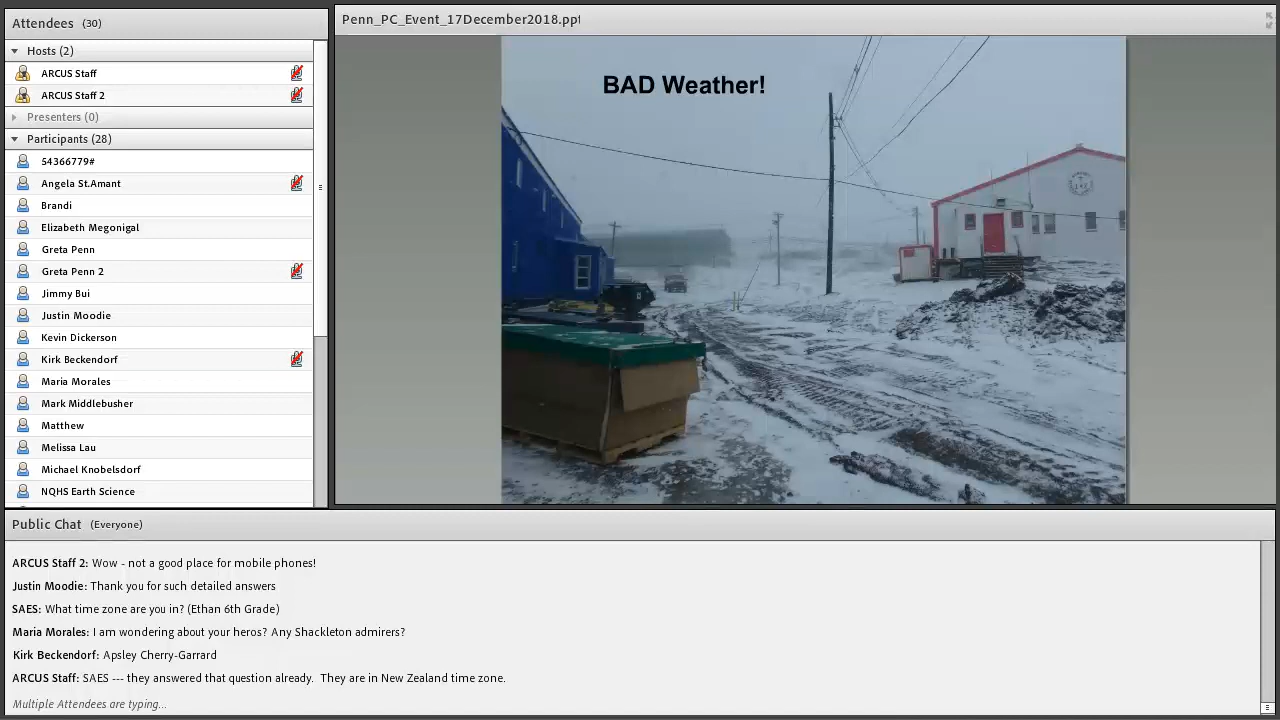 Attendees (30)
Hosts (2)
ARCUS Staff
ARCUS Staff 2
Presenters (0)
Participants (28)
54366779#
Angela St.Amant
Brandi
Elizabeth Megonigal
Greta Penn
Greta Penn 2
Jimmy Bui
Justin Moodie
Kevin Dickerson
Kirk Beckendorf
Maria Morales
Mark Middlebusher
Matthew
Melissa Lau
Michael Knobelsdorf
NQHS Earth Science
Penn_PC_Event_17December2018.ppt
BAD Weather!
Public Chat (Everyone)
ARCUS Staff 2: Wow - not a good place for mobile phones!
Justin Moodie: Thank you for such detailed answers
SAES: What time zone are you in? (Ethan 6th Grade)
Maria Morales: I am wondering about your heros? Any Shackleton admirers?
Kirk Beckendorf: Apsley Cherry-Garrard
ARCUS Staff: SAES --- they answered that question already. They are in New Zealand time zone.
Multiple Attendees are typing...